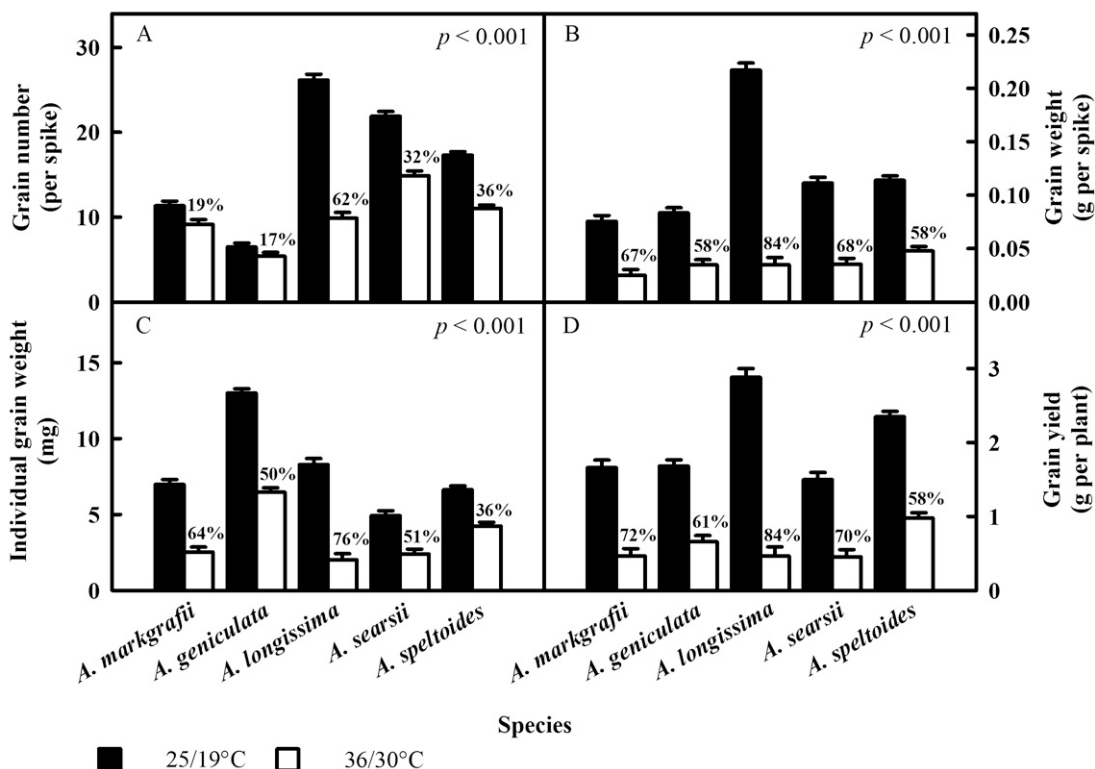 A
p < 0.001
B
p < 0.001
Grain number
(per spike)
30
20
10
0
19%
17%
62%
32%
36%
67%
58%
84%
68%
58%
0.25
0.20
0.15
0.10
0.05
0.00
Grain weight
(g per spike)
C
p < 0.001
D
p < 0.001
Individual grain weight
(mg)
15
10
5
0
64%
50%
76%
51%
36%
72%
61%
84%
70%
58%
3
2
1
0
Grain yield
(g per plant)
A. markgrafii
A. geniculata
A. longissima
A. searsii
A. speltoides
A. markgrafii
A. geniculata
A. longissima
A. searsii
A. speltoides
Species
25/19°C
36/30°C